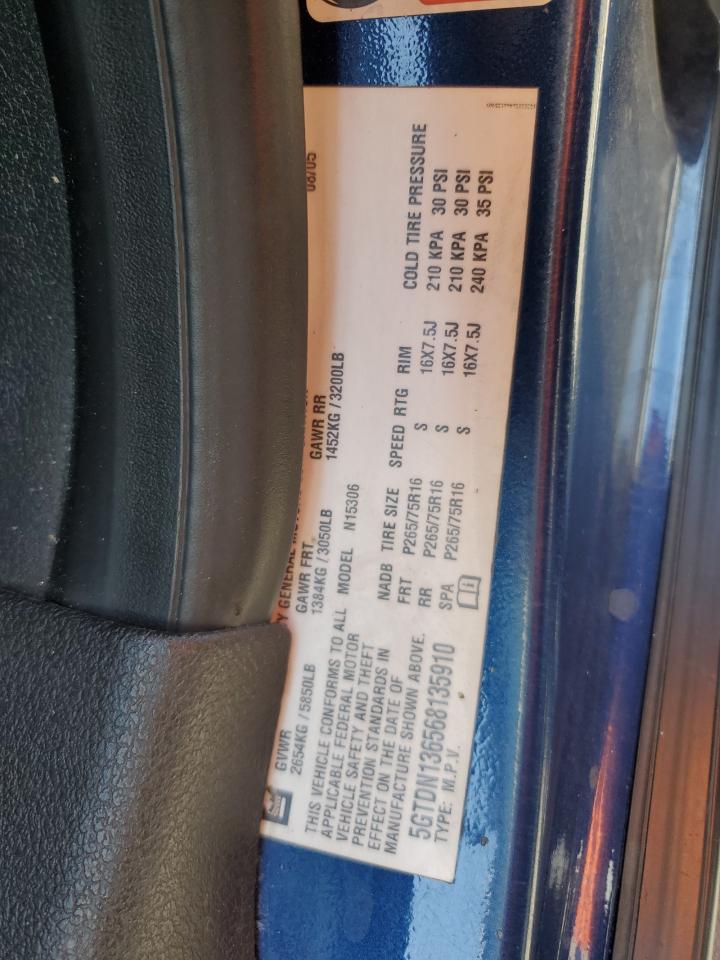 Y GENERAL MOTOR
08/05
GVWR
2654KG / 5850LB
GAWR FRT
1384KG / 3050LB
GAWR RR
1452KG / 3200LB
THIS VEHICLE CONFORMS TO ALL
APPLICABLE FEDERAL MOTOR
VEHICLE SAFETY AND THEFT
PREVENTION STANDARDS IN
EFFECT ON THE DATE OF
MANUFACTURE SHOWN ABOVE.
5GTDN136568135910
TYPE: M.P.V.
MODEL N15306
NADB TIRE SIZE SPEED RTG RIM COLD TIRE PRESSURE
FRT P265/75R16 S 16X7.5J 210 KPA 30 PSI
RR P265/75R16 S 16X7.5J 210 KPA 30 PSI
SPA P265/75R16 S 16X7.5J 240 KPA 35 PSI